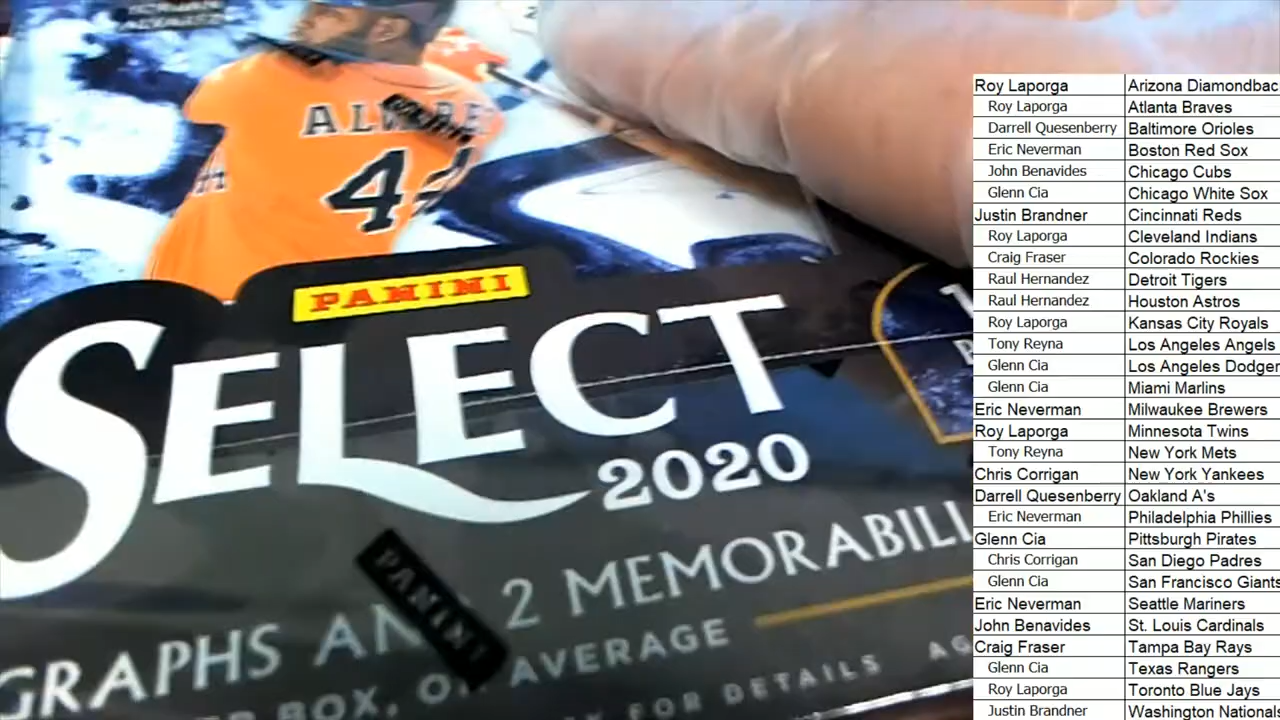 ALVARE
44
PANINI
SELECT
2020
GRAPHS AN 2 MEMORABILI
BOX, O AVERAGE
FOR DETAILS
PANINI
Roy Laporga Arizona Diamondbac
Roy Laporga Atlanta Braves
Darrell Quesenberry Baltimore Orioles
Eric Neverman Boston Red Sox
John Benavides Chicago Cubs
Glenn Cia Chicago White Sox
Justin Brandner Cincinnati Reds
Roy Laporga Cleveland Indians
Craig Fraser Colorado Rockies
Raul Hernandez Detroit Tigers
Raul Hernandez Houston Astros
Roy Laporga Kansas City Royals
Tony Reyna Los Angeles Angels
Glenn Cia Los Angeles Dodger
Glenn Cia Miami Marlins
Eric Neverman Milwaukee Brewers
Roy Laporga Minnesota Twins
Tony Reyna New York Mets
Chris Corrigan New York Yankees
Darrell Quesenberry Oakland A's
Eric Neverman Philadelphia Phillies
Glenn Cia Pittsburgh Pirates
Chris Corrigan San Diego Padres
Glenn Cia San Francisco Giants
Eric Neverman Seattle Mariners
John Benavides St. Louis Cardinals
Craig Fraser Tampa Bay Rays
Glenn Cia Texas Rangers
Roy Laporga Toronto Blue Jays
Justin Brandner Washington Nationals